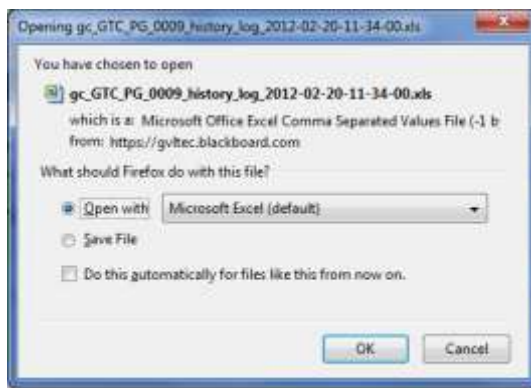 Opening gc_GTC_PG_0009_history_log_2012-02-20-11-34-00.xls
You have chosen to open
gc_GTC_PG_0009_history_log_2012-02-20-11-34-00.xls
which is a: Microsoft Office Excel Comma Separated Values File (-1 b
from: https://gvltec.blackboard.com
What should Firefox do with this file?
Open with Microsoft Excel (default)
Save File
Do this automatically for files like this from now on.
OK Cancel